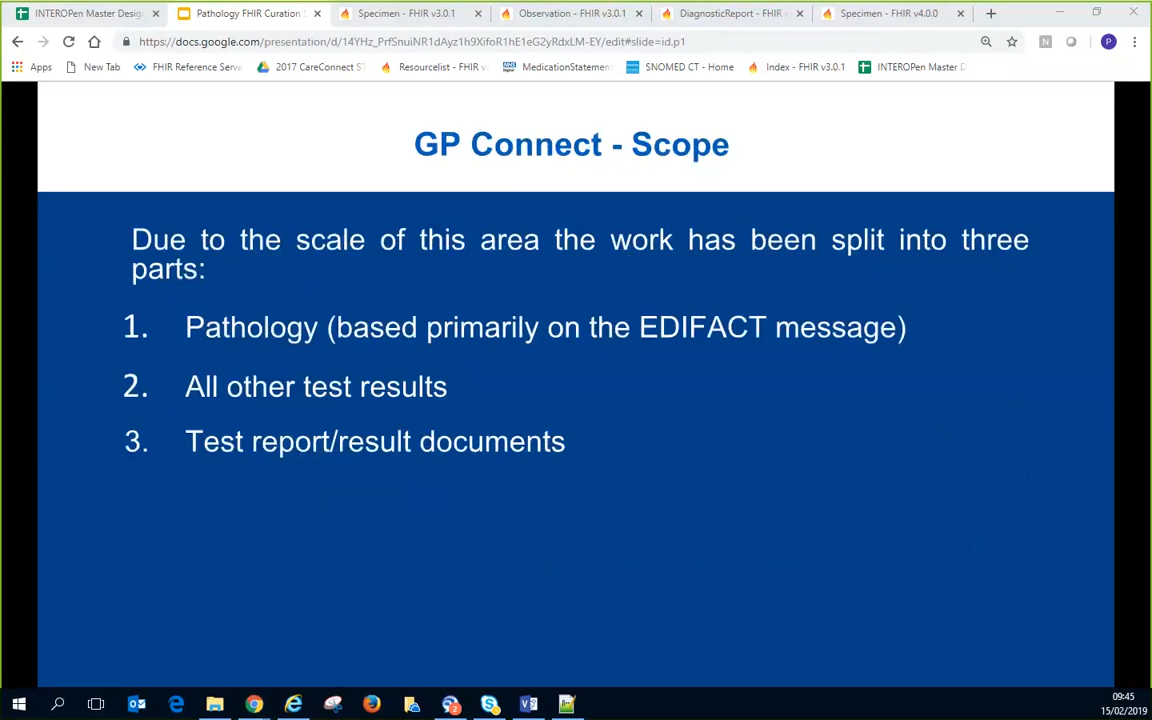 INTEROPen Master Desig
Pathology FHIR Curation
Specimen - FHIR v3.0.1
Observation - FHIR v3.0.1
DiagnosticReport - FHIR
Specimen - FHIR v4.0.0
https://docs.google.com/presentation/d/14YHz_PrfSnuiNR1dAyz1h9XifoR1hE1eG2yRdxLM-EY/edit#slide=id.p1
P
Apps
New Tab
FHIR Reference Serve
2017 CareConnect S
Resourcelist - FHIR v
NHS
MedicationStatemen
SNOMED CT - Home
Index - FHIR v3.0.1
INTEROPen Master D
GP Connect - Scope
Due to the scale of this area the work has been split into three
parts:
1. Pathology (based primarily on the EDIFACT message)
2. All other test results
3. Test report/result documents
09:45
15/02/2019